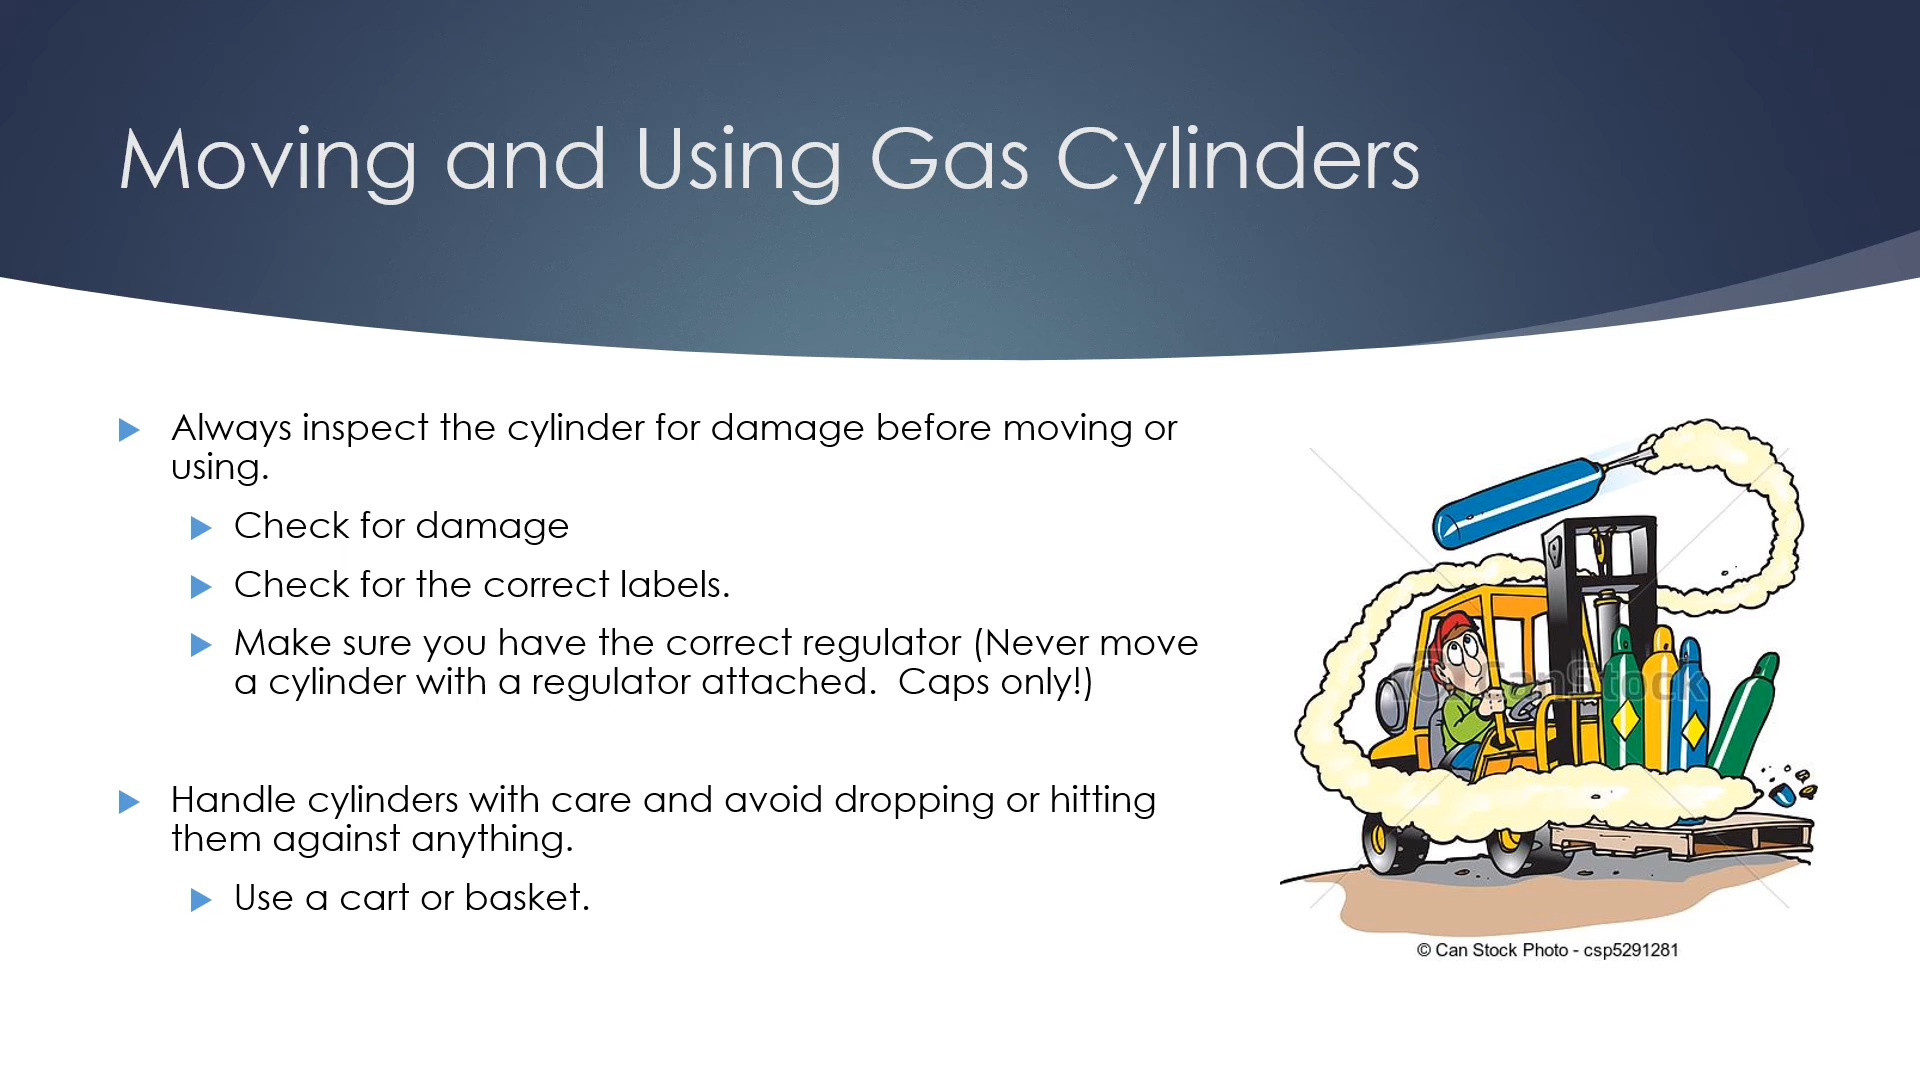 Moving and Using Gas Cylinders
Always inspect the cylinder for damage before moving or
using.
Check for damage
Check for the correct labels.
Make sure you have the correct regulator (Never move
a cylinder with a regulator attached.  Caps only!)
Handle cylinders with care and avoid dropping or hitting
them against anything.
Use a cart or basket.
CanStock
© Can Stock Photo - csp5291281